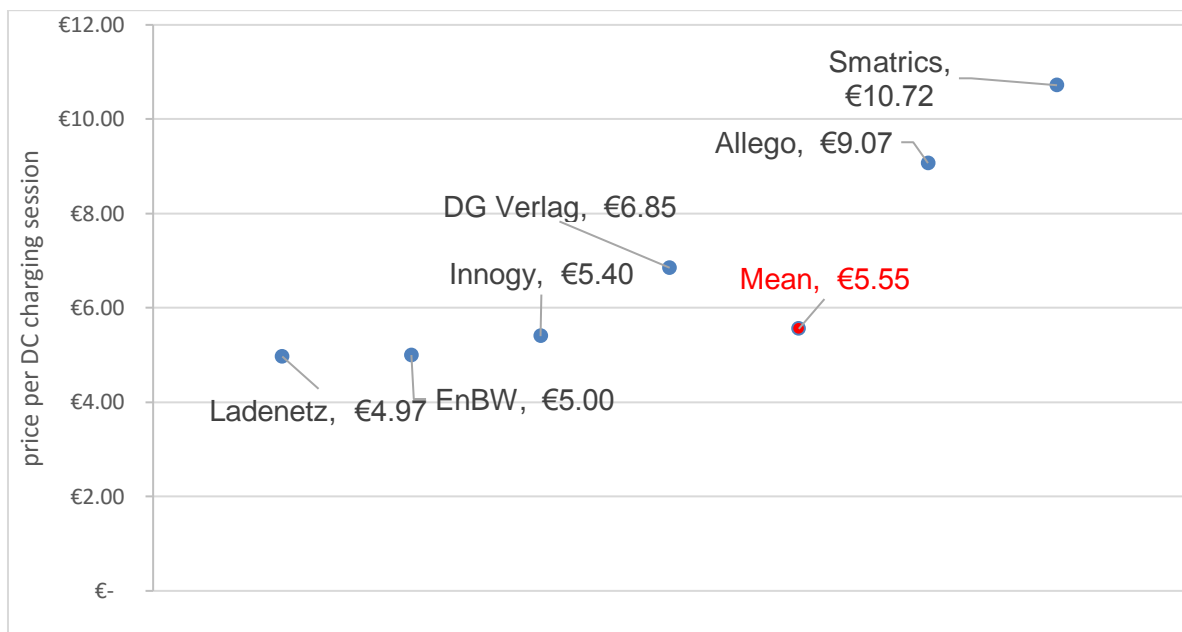 €12.00
€10.00
€8.00
€6.00
€4.00
€2.00
€-
price per DC charging session
Smatrics,
€10.72
Allego, €9.07
DG Verlag, €6.85
Innogy, €5.40
Mean, €5.55
Ladenetz, €4.97
EnBW, €5.00